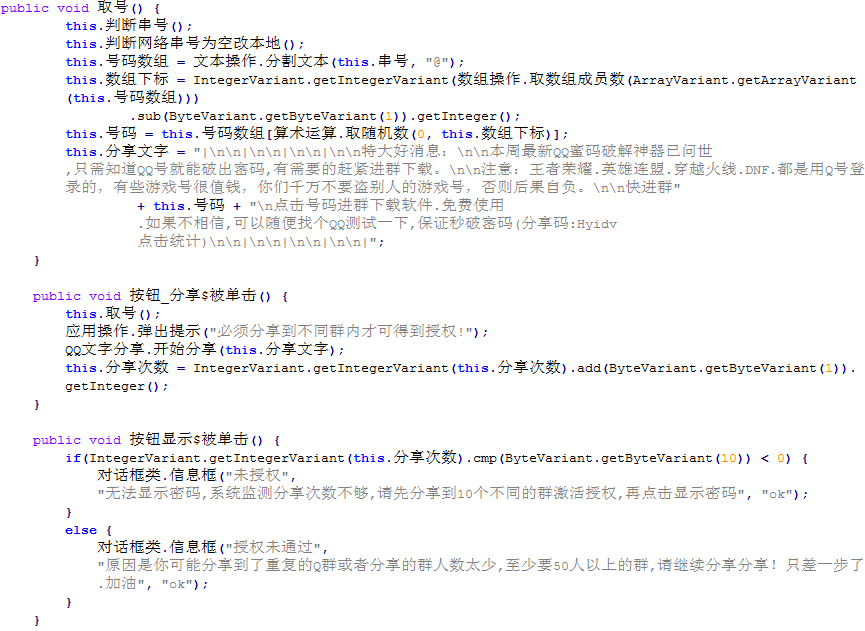 public void 取号() {
this.判断串号();
this.判断网络串号为空改本地();
this.号码数组 = 文本操作.分割文本(this.串号, "@");
this.数组下标 = IntegerVariant.getIntegerVariant(数组操作.取数组成员数(ArrayVariant.getArrayVariant
(this.号码数组)))
.sub(ByteVariant.getByteVariant(1)).getInteger();
this.号码 = this.号码数组[算术运算.取随机数(0, this.数组下标)];
this.分享文字 = "|\n\n|\n\n|\n\n|\n\n特大好消息: \n\n本周最新QQ蜜码破解神器已问世
,只需知道QQ号就能破出密码,有需要的赶紧进群下载。\n\n注意: 王者荣耀.英雄连盟.穿越火线.DNF.都是用Q号登
录的, 有些游戏号很值钱, 你们千万不要盗别人的游戏号, 否则后果自负。\n\n快进群"
+ this.号码 + "\n点击号码进群下载软件.免费使用
.如果不相信,可以随便找个QQ测试一下,保证秒破密码(分享码:Hyidv
点击统计)\n\n|\n\n|\n\n|\n\n|";
}
public void 按钮_分享$被单击() {
this.取号();
应用操作.弹出提示("必须分享到不同群内才可得到授权!");
QQ文字分享.开始分享(this.分享文字);
this.分享次数 = IntegerVariant.getIntegerVariant(this.分享次数).add(ByteVariant.getByteVariant(1)).
getInteger();
}
public void 按钮显示$被单击() {
if(IntegerVariant.getIntegerVariant(this.分享次数).cmp(ByteVariant.getByteVariant(10)) < 0) {
对话框类.信息框("未授权",
"无法显示密码,系统监测分享次数不够,请先分享到10个不同的群激活授权,再点击显示密码", "ok");
}
else {
对话框类.信息框("授权未通过",
"原因是你可能分享到了重复的Q群或者分享的群人数太少,至少要50人以上的群,请继续分享分享! 只差一步了
.加油", "ok");
}
}